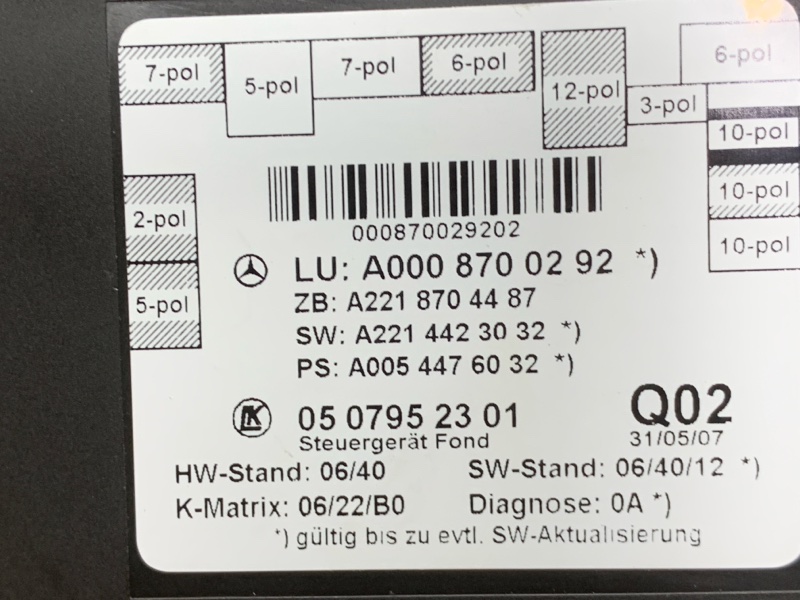 7-pol
5-pol
7-pol
6-pol
12-pol
3-pol
6-pol
10-pol
10-pol
10-pol
2-pol
5-pol
000870029202
LU: A000 870 02 92 *)
ZB: A221 870 44 87
SW: A221 442 30 32 *)
PS: A005 447 60 32 *)
LK 05 0795 23 01
Steuergerät Fond
Q02
31/05/07
HW-Stand: 06/40 SW-Stand: 06/40/12 *)
K-Matrix: 06/22/B0 Diagnose: 0A *)
*) gültig bis zu evtl. SW-Aktualisierung